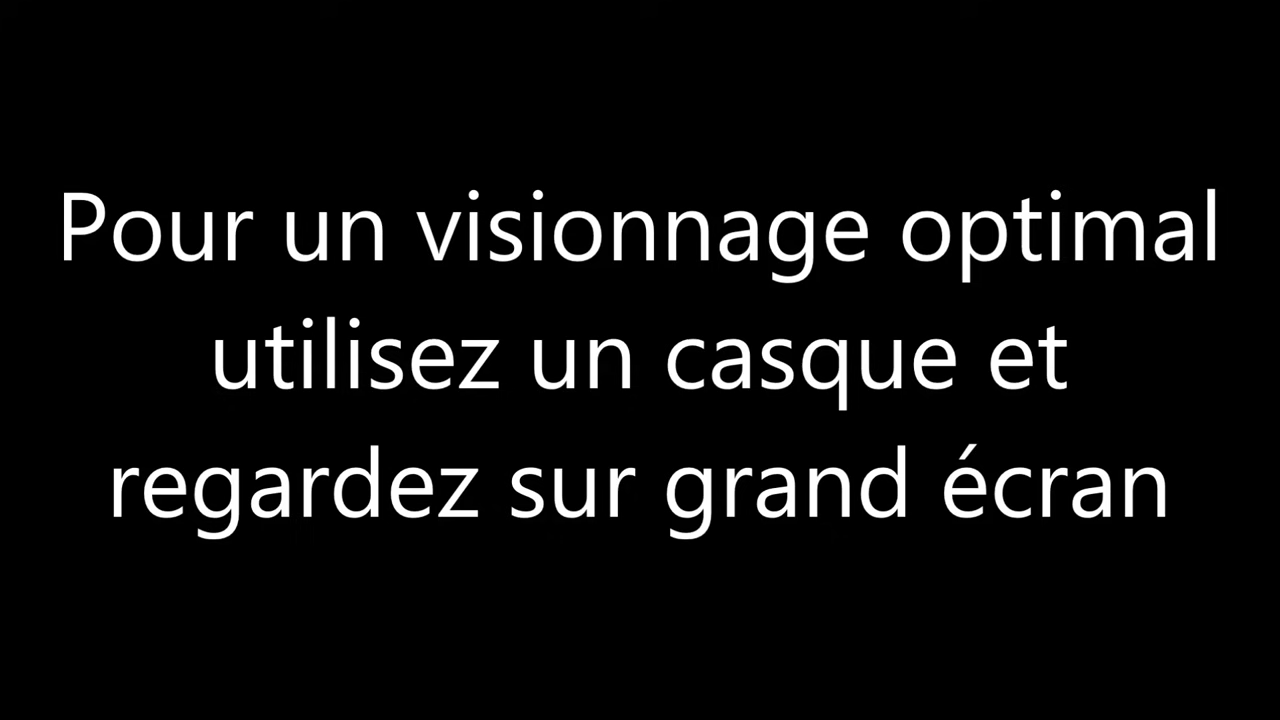 Pour un visionnage optimal
utilisez un casque et
regardez sur grand écran